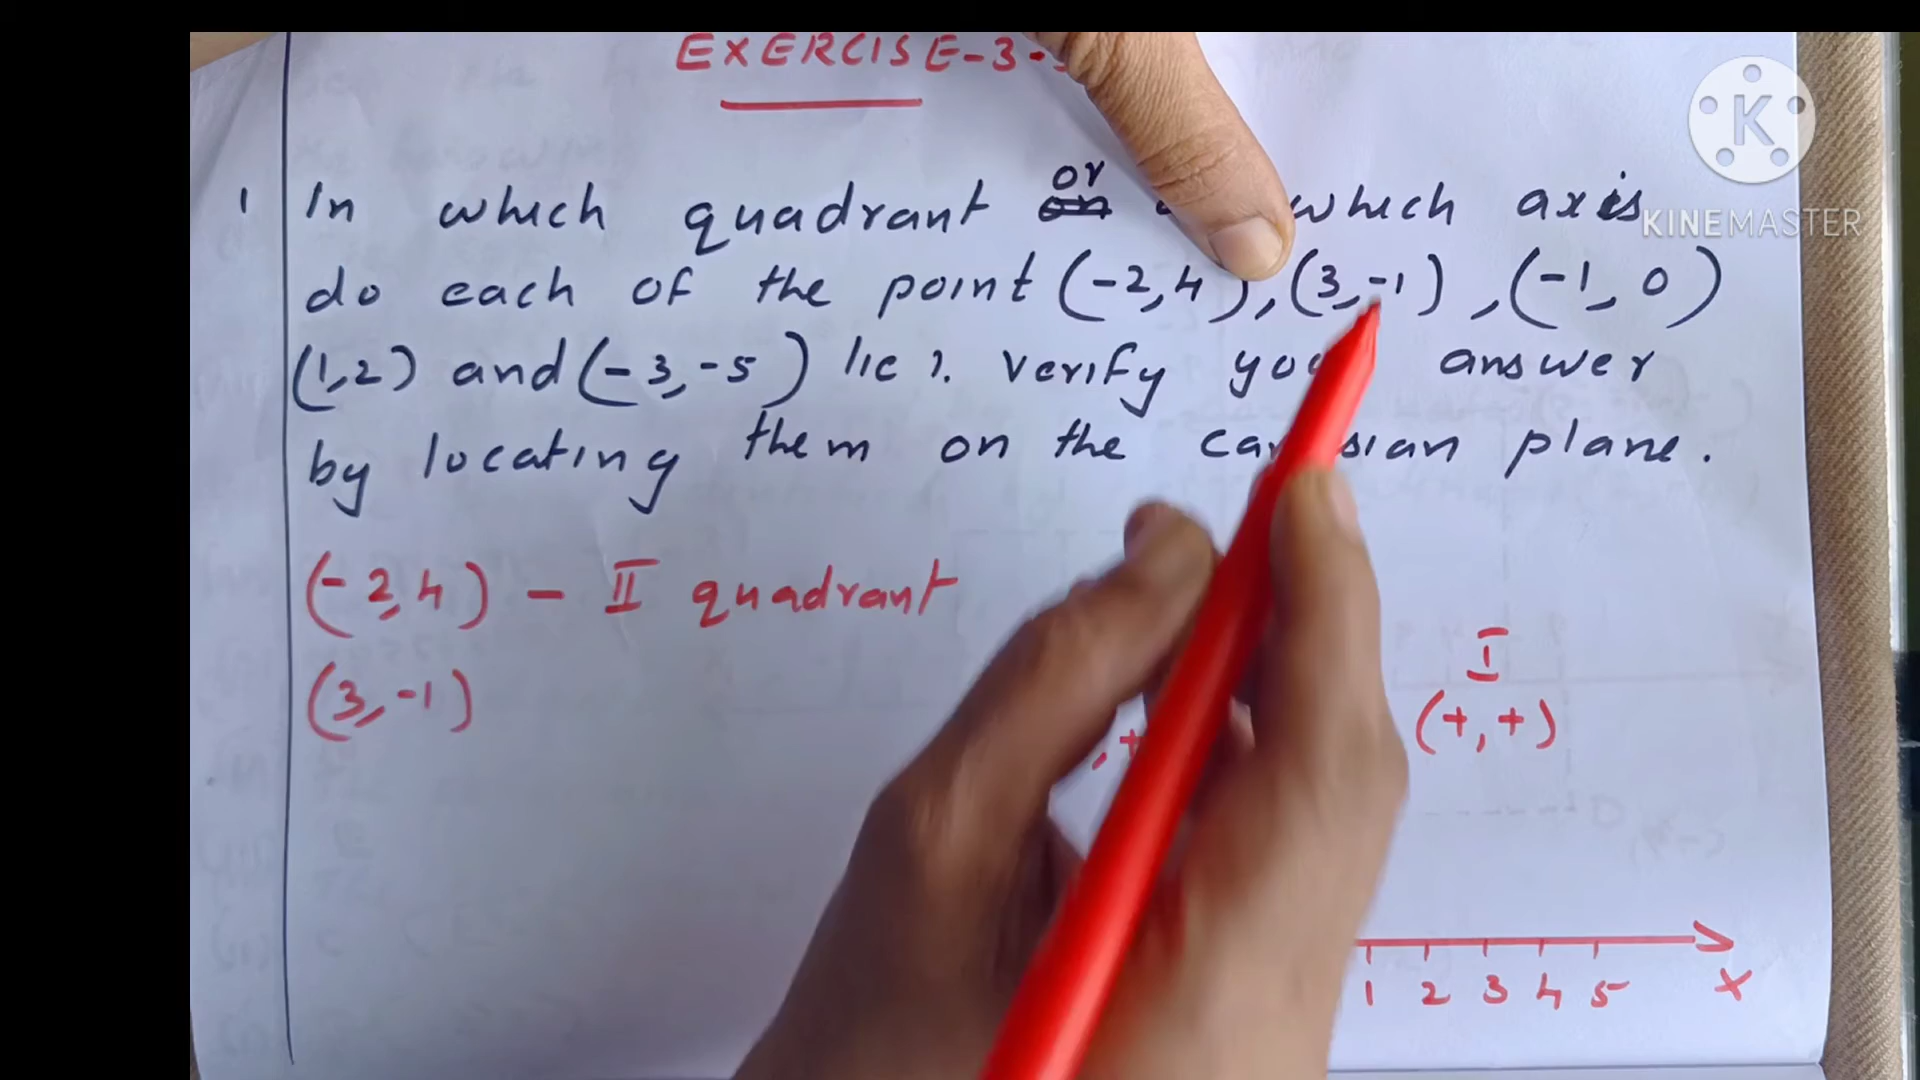 EXERCISE-3-
1 In which quadrant or which axis
do each of the point (-2,4), (3,-1), (-1, 0)
(1,2) and (-3,-5) lie ?. Verify answer
by locating them on the plane.
(-2,4) - II quadrant
(3,-1)
I
(+,+)
1 2 3 4 5 X
K
KINEMASTER